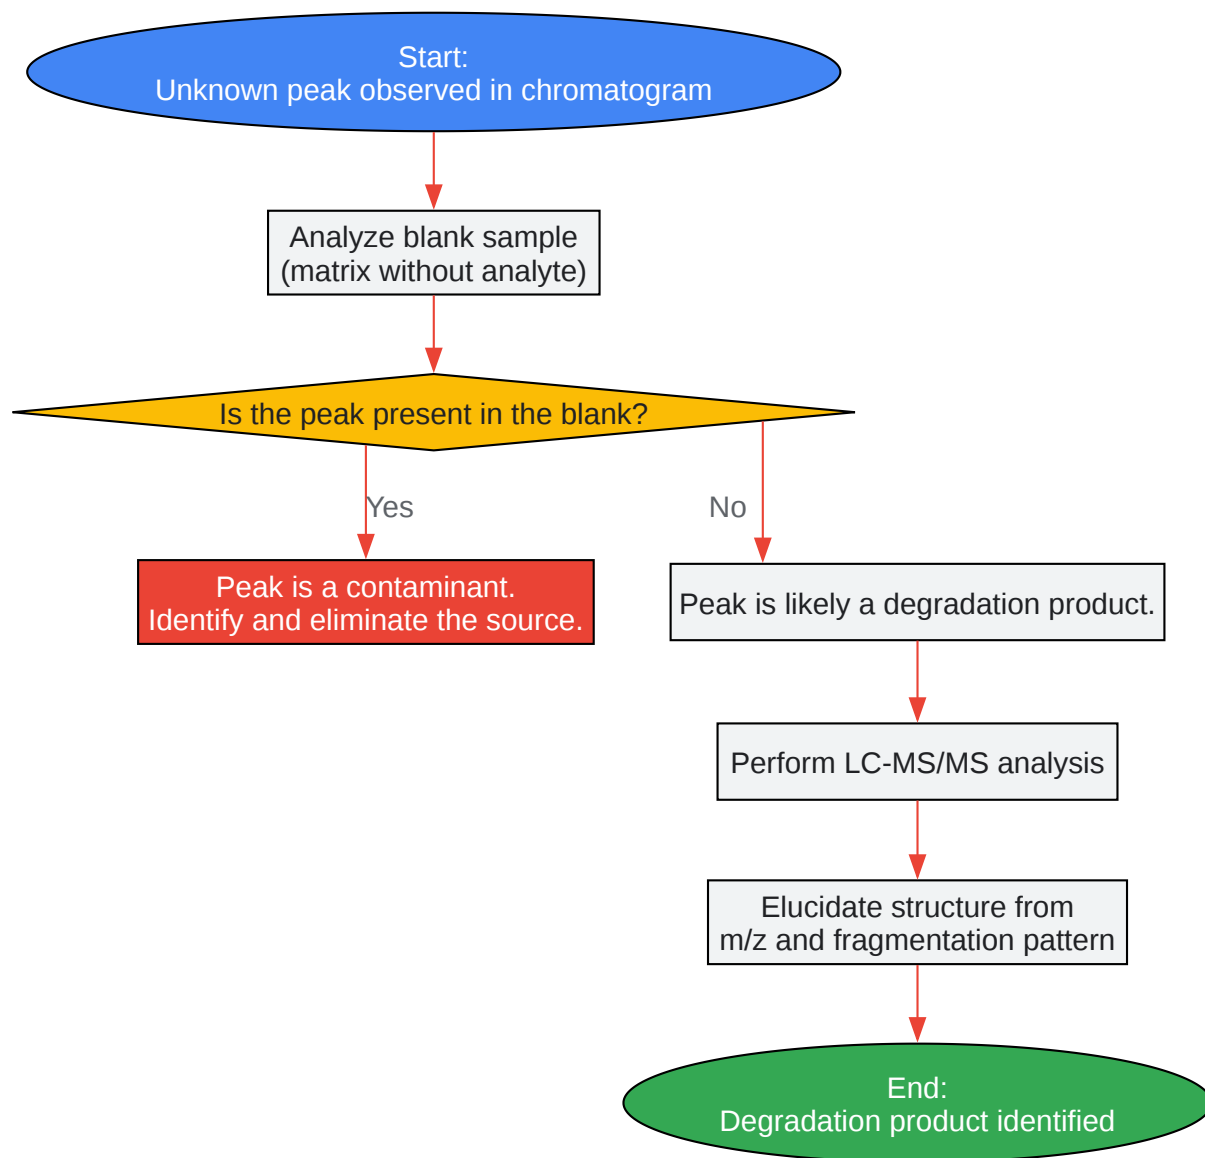 Start:
Unknown peak observed in chromatogram
Analyze blank sample
(matrix without analyte)
Is the peak present in the blank?
Yes
No
Peak is a contaminant.
Identify and eliminate the source.
Peak is likely a degradation product.
Perform LC-MS/MS analysis
Elucidate structure from
m/z and fragmentation pattern
End:
Degradation product identified